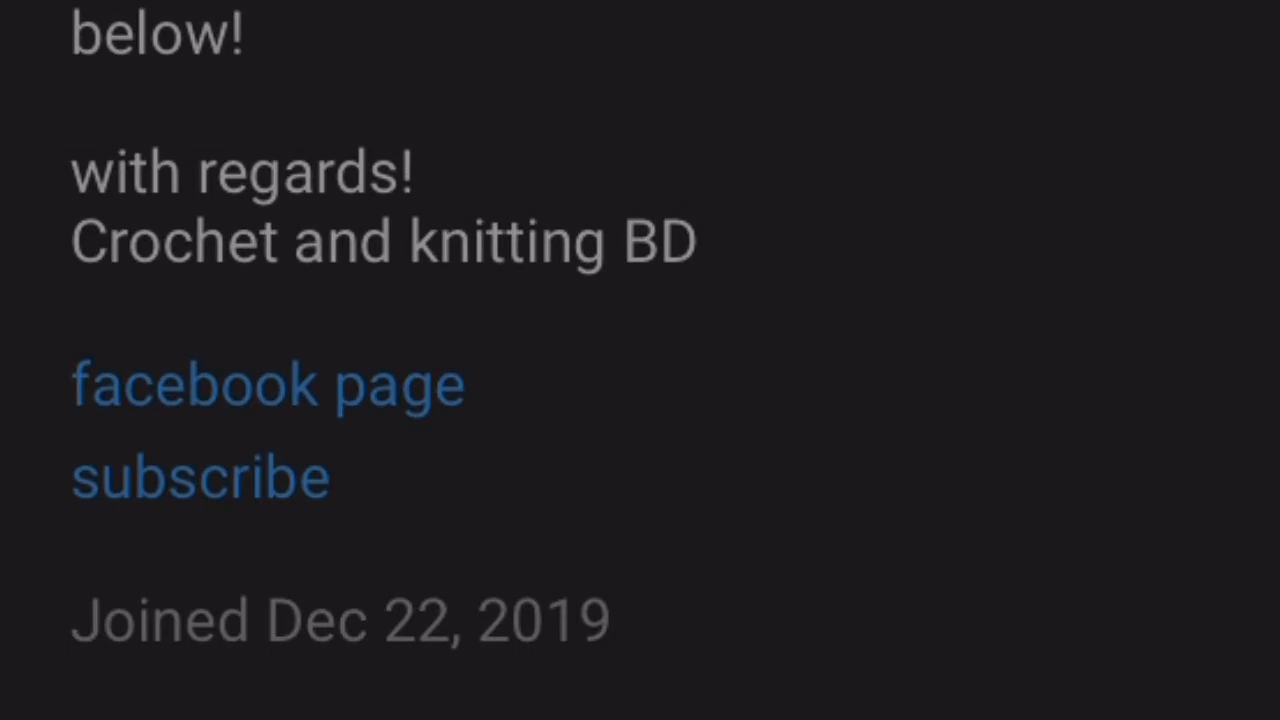 below!
with regards!
Crochet and knitting BD
facebook page
subscribe
Joined Dec 22, 2019